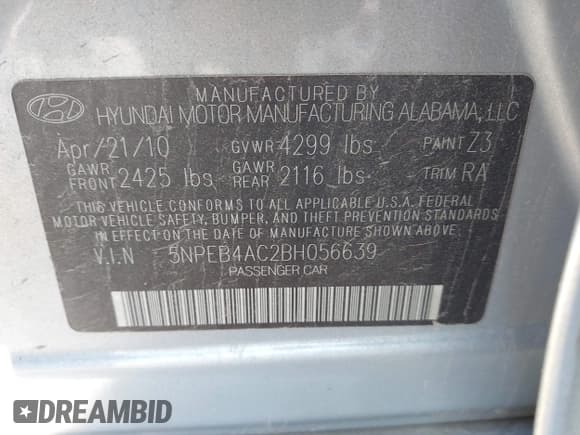 MANUFACTURED BY
HYUNDAI MOTOR MANUFACTURING ALABAMA, LLC
Apr/21/10 GVWR 4299 lbs PAINT Z3
GAWR FRONT 2425 lbs GAWR REAR 2116 lbs TRIM RA
THIS VEHICLE CONFORMS TO ALL APPLICABLE U.S.A. FEDERAL
MOTOR VEHICLE SAFETY, BUMPER, AND THEFT PREVENTION STANDARDS
IN EFFECT ON THE DATE OF MANUFACTURE SHOWN ABOVE.
V.I.N 5NPEB4AC2BH056639
PASSENGER CAR
DREAMBID